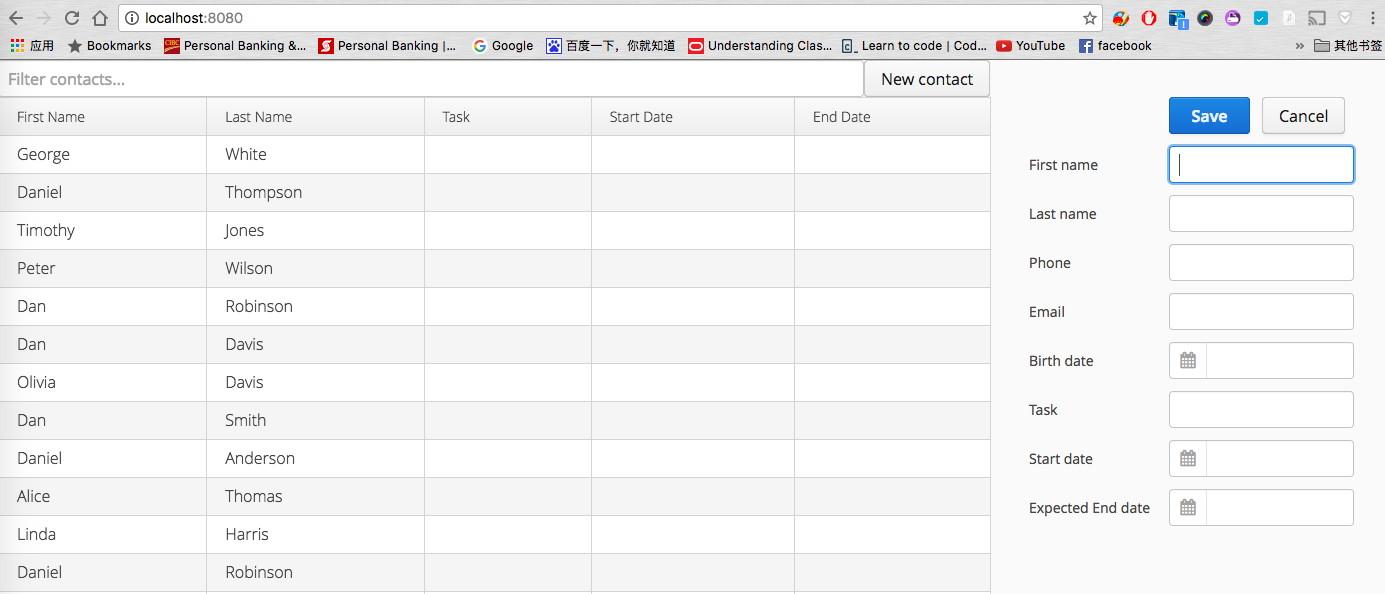 localhost:8080
应用 Bookmarks CIBC Personal Banking &... S Personal Banking |... G Google 百度一下，你就知道 Understanding Clas... c_ Learn to code | Cod... YouTube f facebook » 其他书签
Filter contacts... New contact
First Name Last Name Task Start Date End Date
George White
Daniel Thompson
Timothy Jones
Peter Wilson
Dan Robinson
Dan Davis
Olivia Davis
Dan Smith
Daniel Anderson
Alice Thomas
Linda Harris
Daniel Robinson
Save Cancel
First name
Last name
Phone
Email
Birth date
Task
Start date
Expected End date